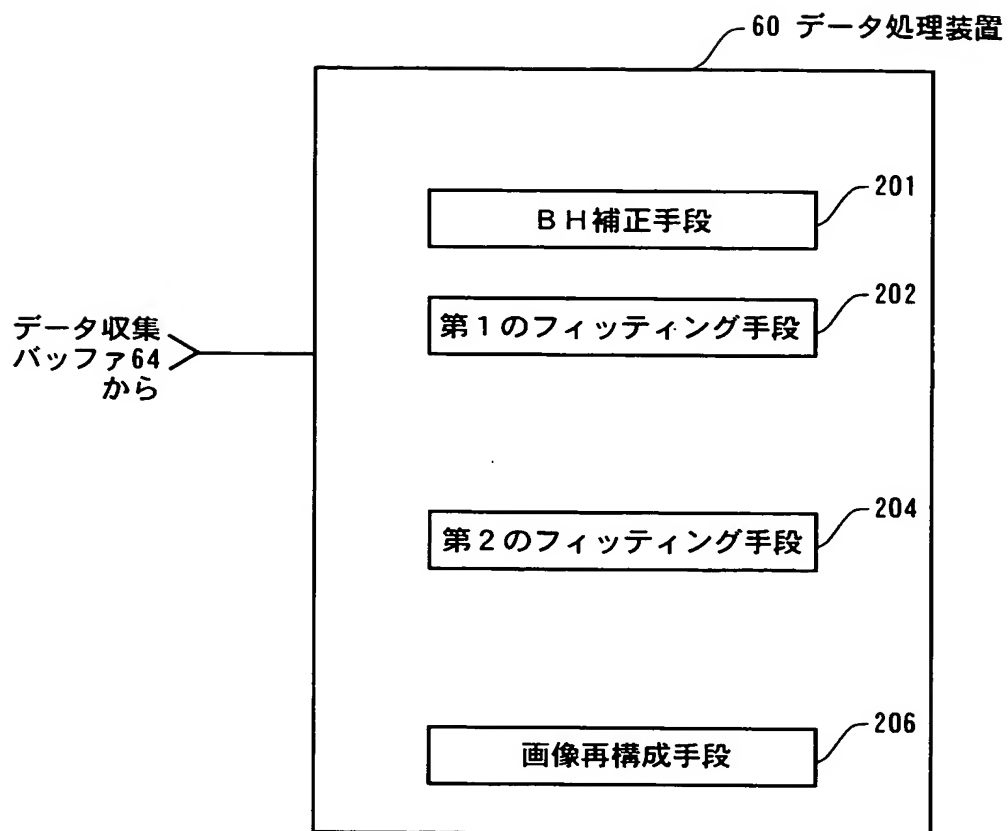 60 データ処理装置
201
BH補正手段
202
第1のフィッティング手段
データ収集
バッファ64
から
204
第2のフィッティング手段
206
画像再構成手段